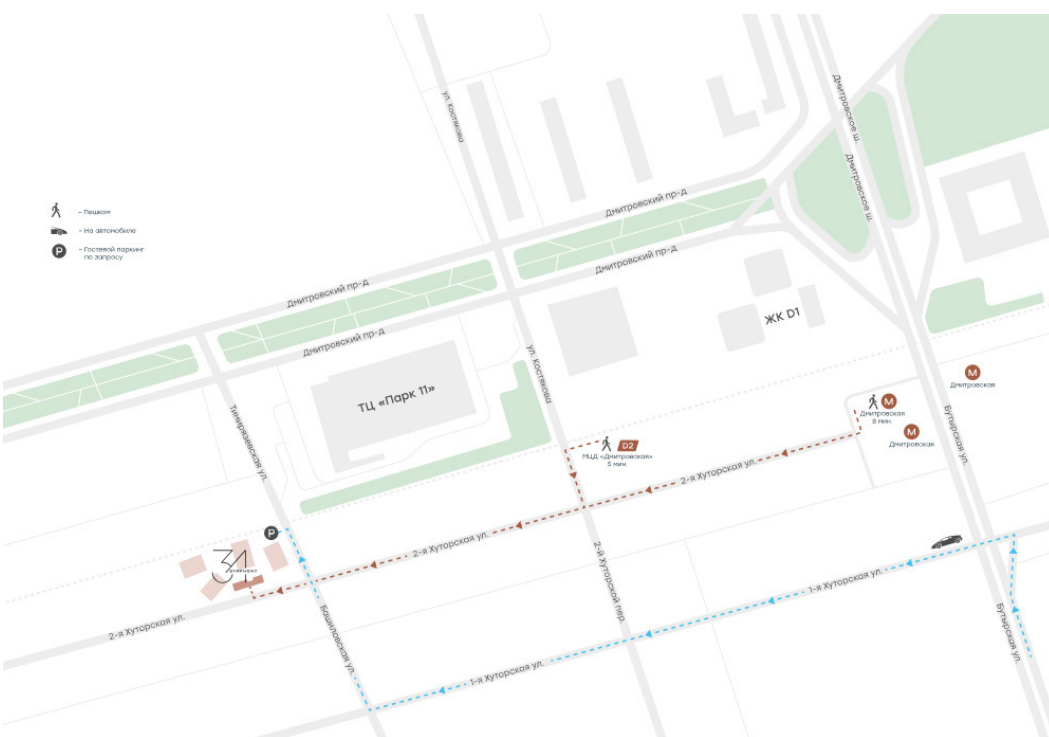 ул. Костякова
Дмитровское ш.
Дмитровское ш.
– Пешком
– На автомобиле
P
– Гостевой паркинг
по запросу
Дмитровский пр-д
Дмитровский пр-д
Дмитровский пр-д
Дмитровский пр-д
ЖК D1
ул. Костякова
ТЦ «Парк 11»
Тимирязевская ул.
M
Дмитровская
M
Дмитровская
8 мин.
M
Дмитровская
Бутырская ул.
D2
МЦД «Дмитровская»
5 мин.
2-я Хуторская ул.
P
2-я Хуторская ул.
31
2-й Хуторской пер.
1-я Хуторская ул.
2-я Хуторская ул.
Башиловская ул.
Бутырская ул.
1-я Хуторская ул.